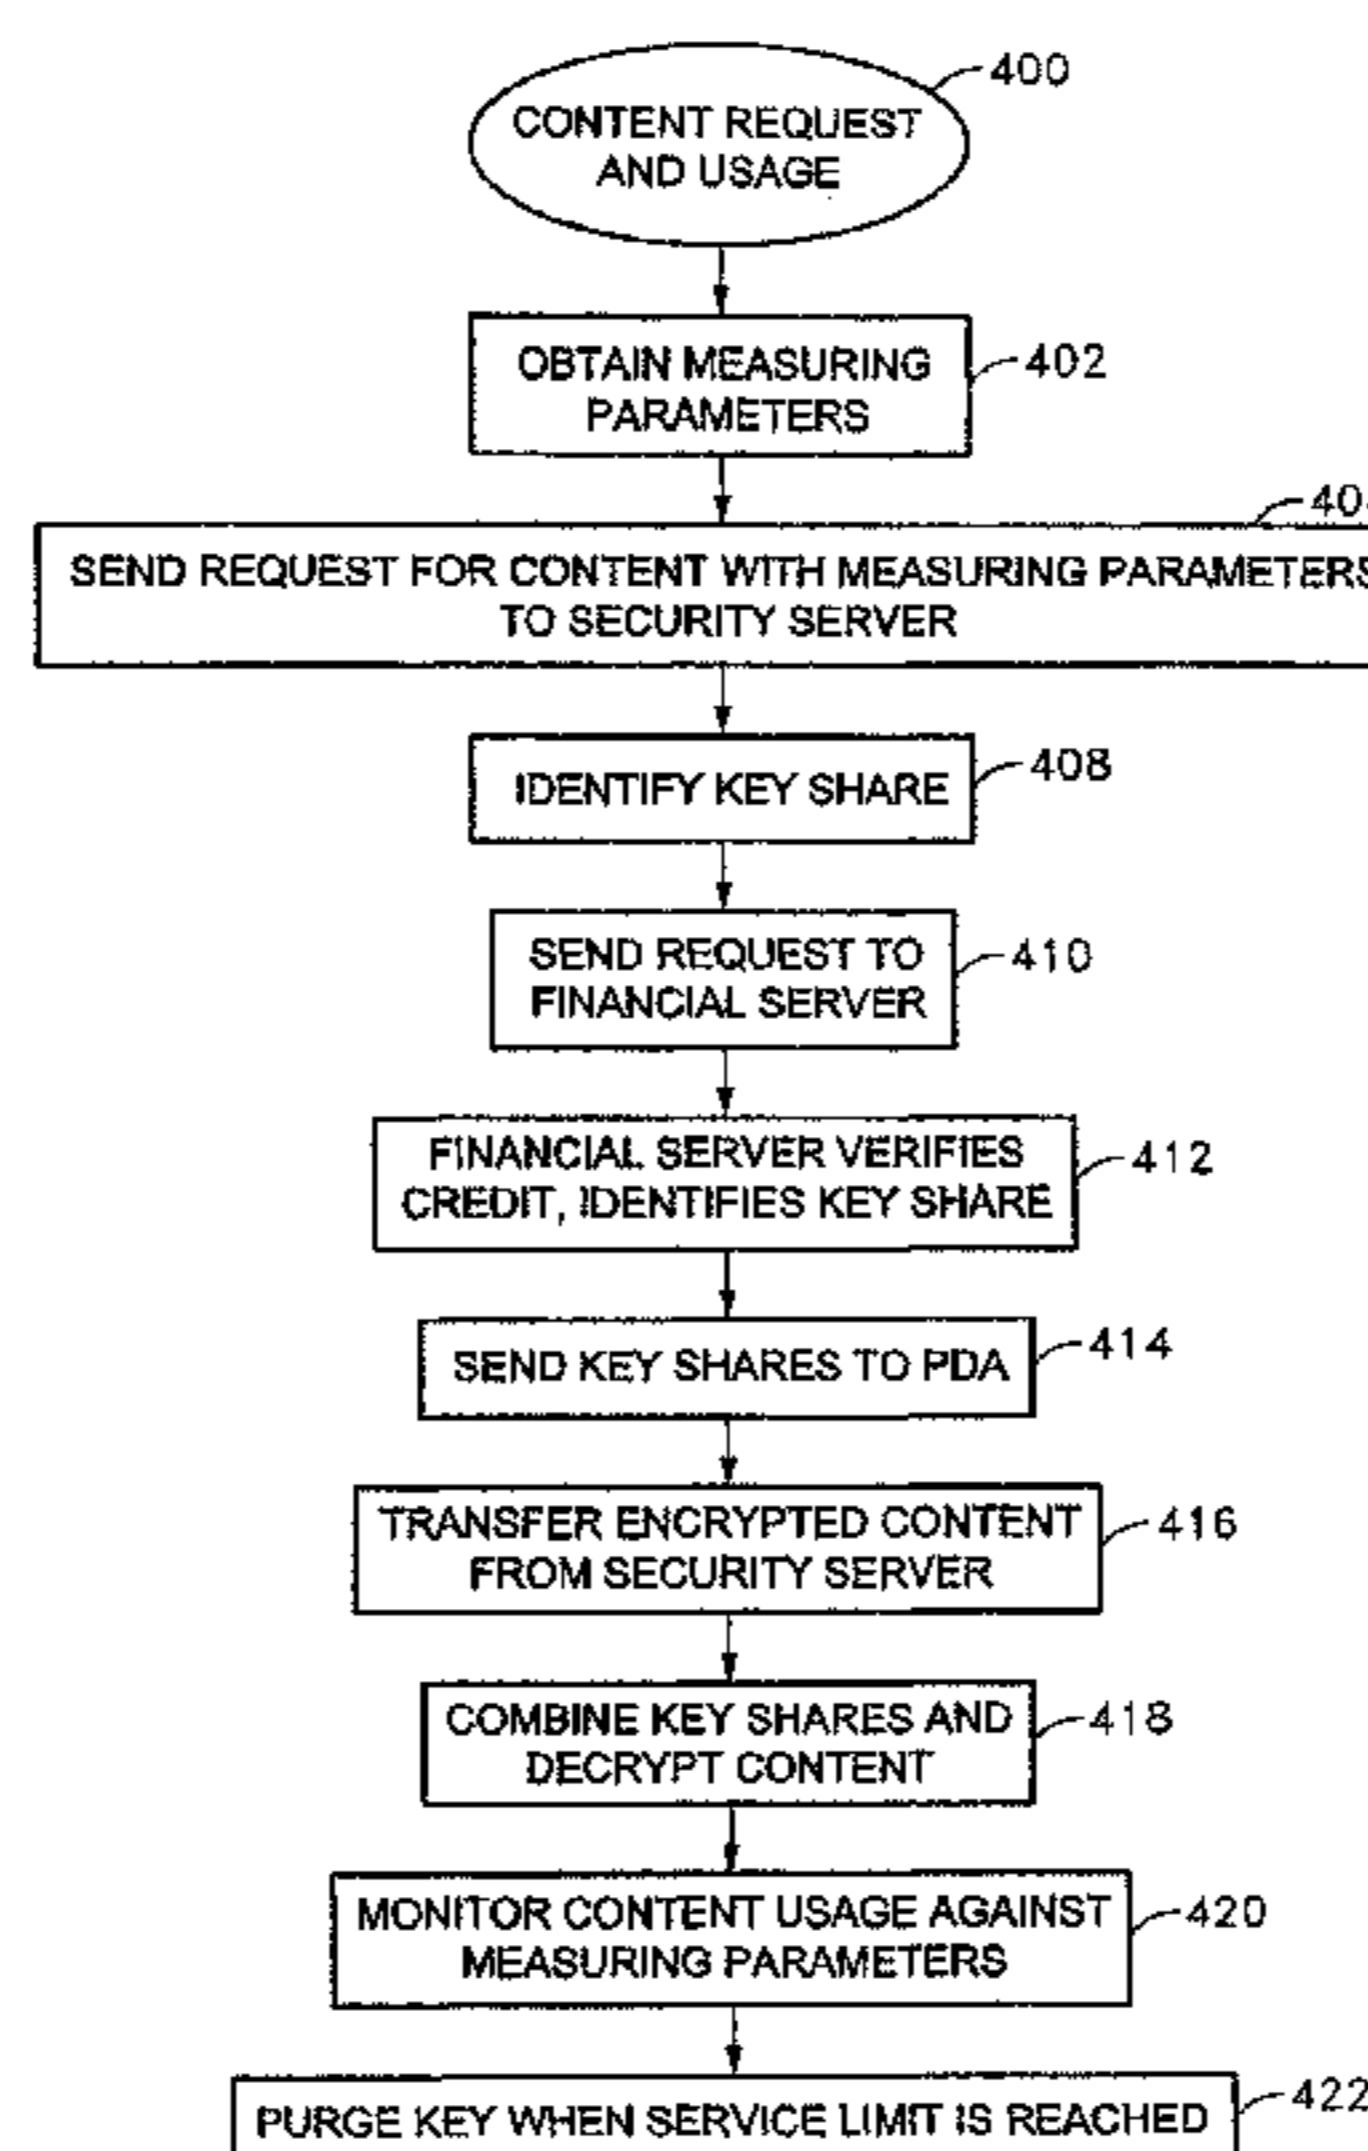 400
CONTENT REQUEST
AND USAGE
OBTAIN MEASURING
PARAMETERS
402
SEND REQUEST FOR CONTENT WITH MEASURING PARAMETERS
TO SECURITY SERVER
IDENTIFY KEY SHARE
408
SEND REQUEST TO
FINANCIAL SERVER
410
FINANCIAL SERVER VERIFIES
CREDIT, IDENTIFIES KEY SHARE
412
SEND KEY SHARES TO PDA
414
TRANSFER ENCRYPTED CONTENT
FROM SECURITY SERVER
416
COMBINE KEY SHARES AND
DECRYPT CONTENT
418
MONITOR CONTENT USAGE AGAINST
MEASURING PARAMETERS
420
PURGE KEY WHEN SERVICE LIMIT IS REACHED
422